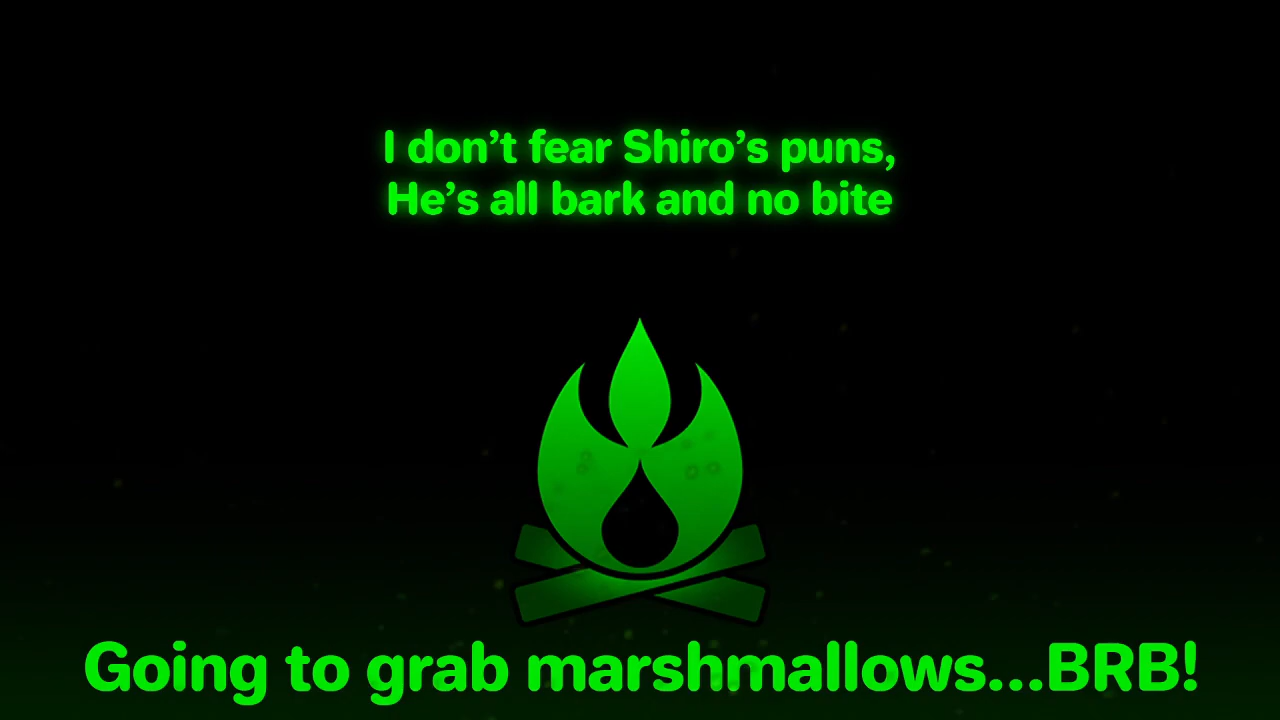 I don’t fear Shiro’s puns,
He’s all bark and no bite
Going to grab marshmallows...BRB!